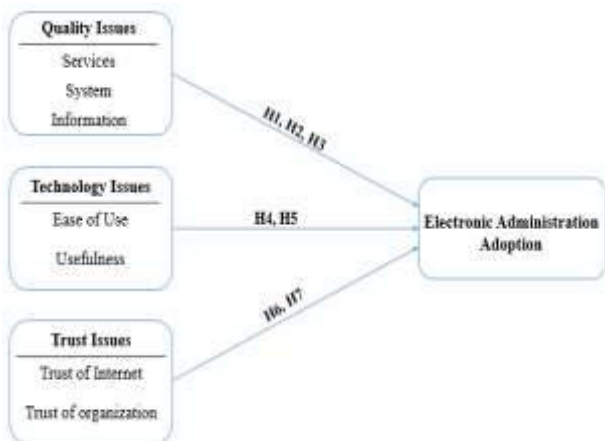 Quality Issues
Services
System
Information
H1, H2, H3
Technology Issues
Ease of Use
Usefulness
H4, H5
Electronic Administration
Adoption
Trust Issues
Trust of Internet
Trust of organization
H6, H7